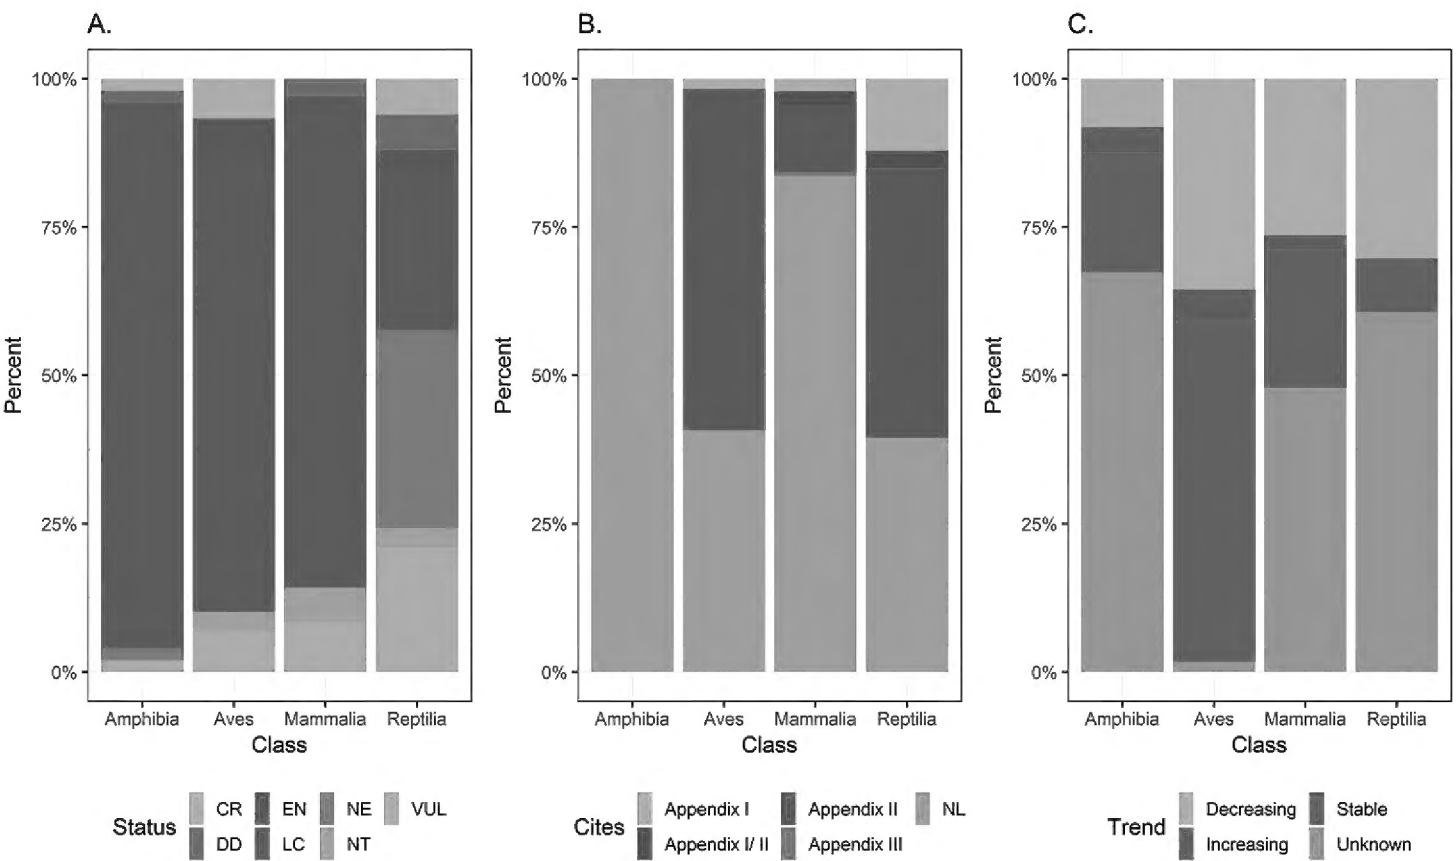 A.
B.
C.
100%
75%
50%
25%
0%
Percent
Amphibia Aves Mammalia Reptilia
Class
100%
75%
50%
25%
0%
Percent
Amphibia Aves Mammalia Reptilia
Class
100%
75%
50%
25%
0%
Percent
Amphibia Aves Mammalia Reptilia
Class
Status
CR EN NE VUL
DD LC NT
Cites
Appendix I Appendix II NL
Appendix I/ II Appendix III
Trend
Decreasing Stable
Increasing Unknown